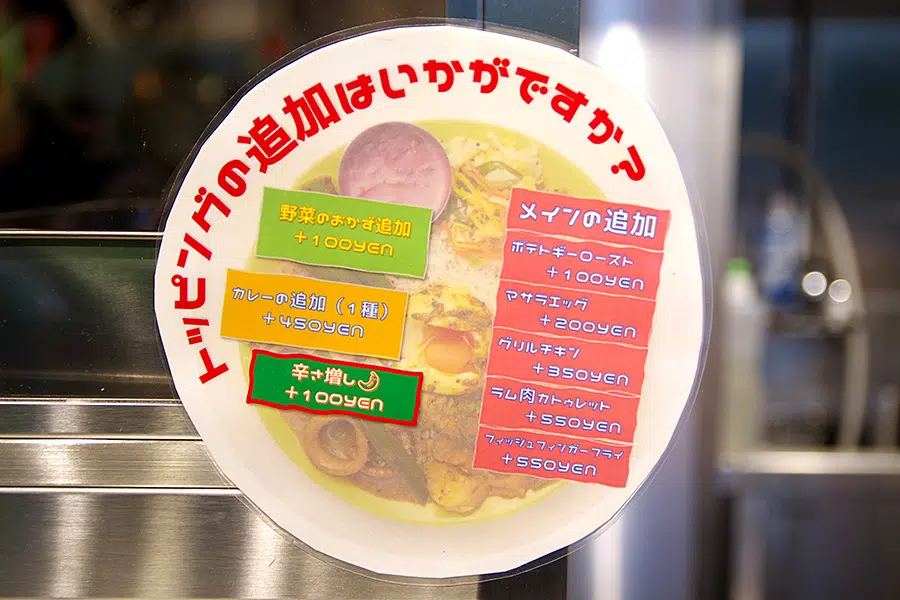 トッピングの追加はいかがですか?
野菜のおかず追加
+100YEN
カレーの追加(1種)
+450YEN
辛さ増し
+100YEN
メインの追加
ポテトギーロースト
+100YEN
マサラエッグ
+200YEN
グリルチキン
+350YEN
ラム肉カトゥレット
+550YEN
フィッシュフィンガーフライ
+550YEN